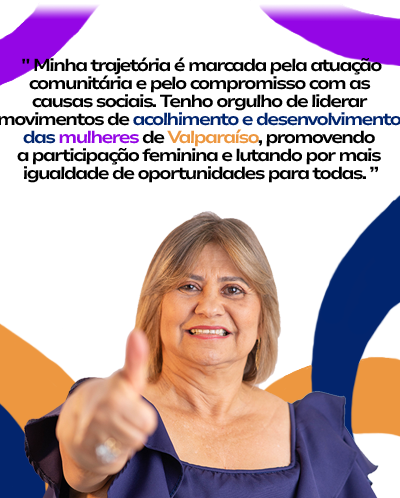 " Minha trajetória é marcada pela atuação
comunitária e pelo compromisso com as
causas sociais. Tenho orgulho de liderar
movimentos de acolhimento e desenvolvimento
das mulheres de Valparaíso, promovendo
a participação feminina e lutando por mais
igualdade de oportunidades para todas. ”